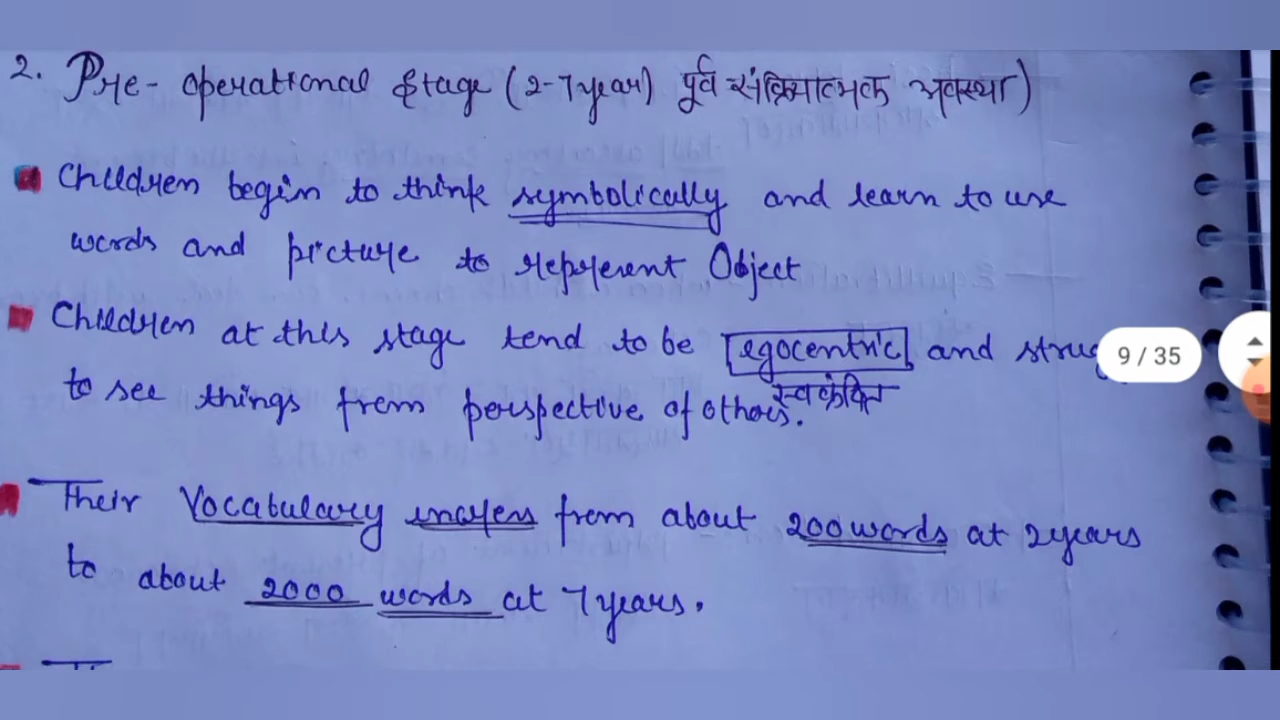 2. Pre-operational stage (2-7year) पूर्व संक्रियात्मक अवस्था)
Children begin to think symbolically and learn to use
words and picture to represent Object
Children at this stage tend to be egocentric and
9 / 35
स्वकेंद्रित
to see things from perspective of others.
Their Vocabulary from about 200 words at 2years
to about 2000 words at 7years.